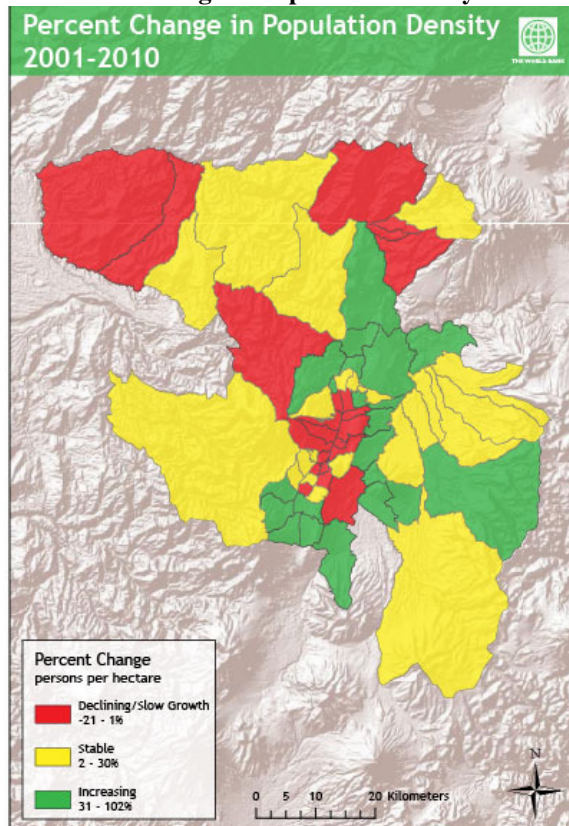 Percent Change in Population Density
2001-2010
THE WORLD BANK
Percent Change
persons per hectare
Declining/Slow Growth
-21 - 1%
Stable
2 - 30%
Increasing
31 - 102%
N
0 5 10 20 Kilometers